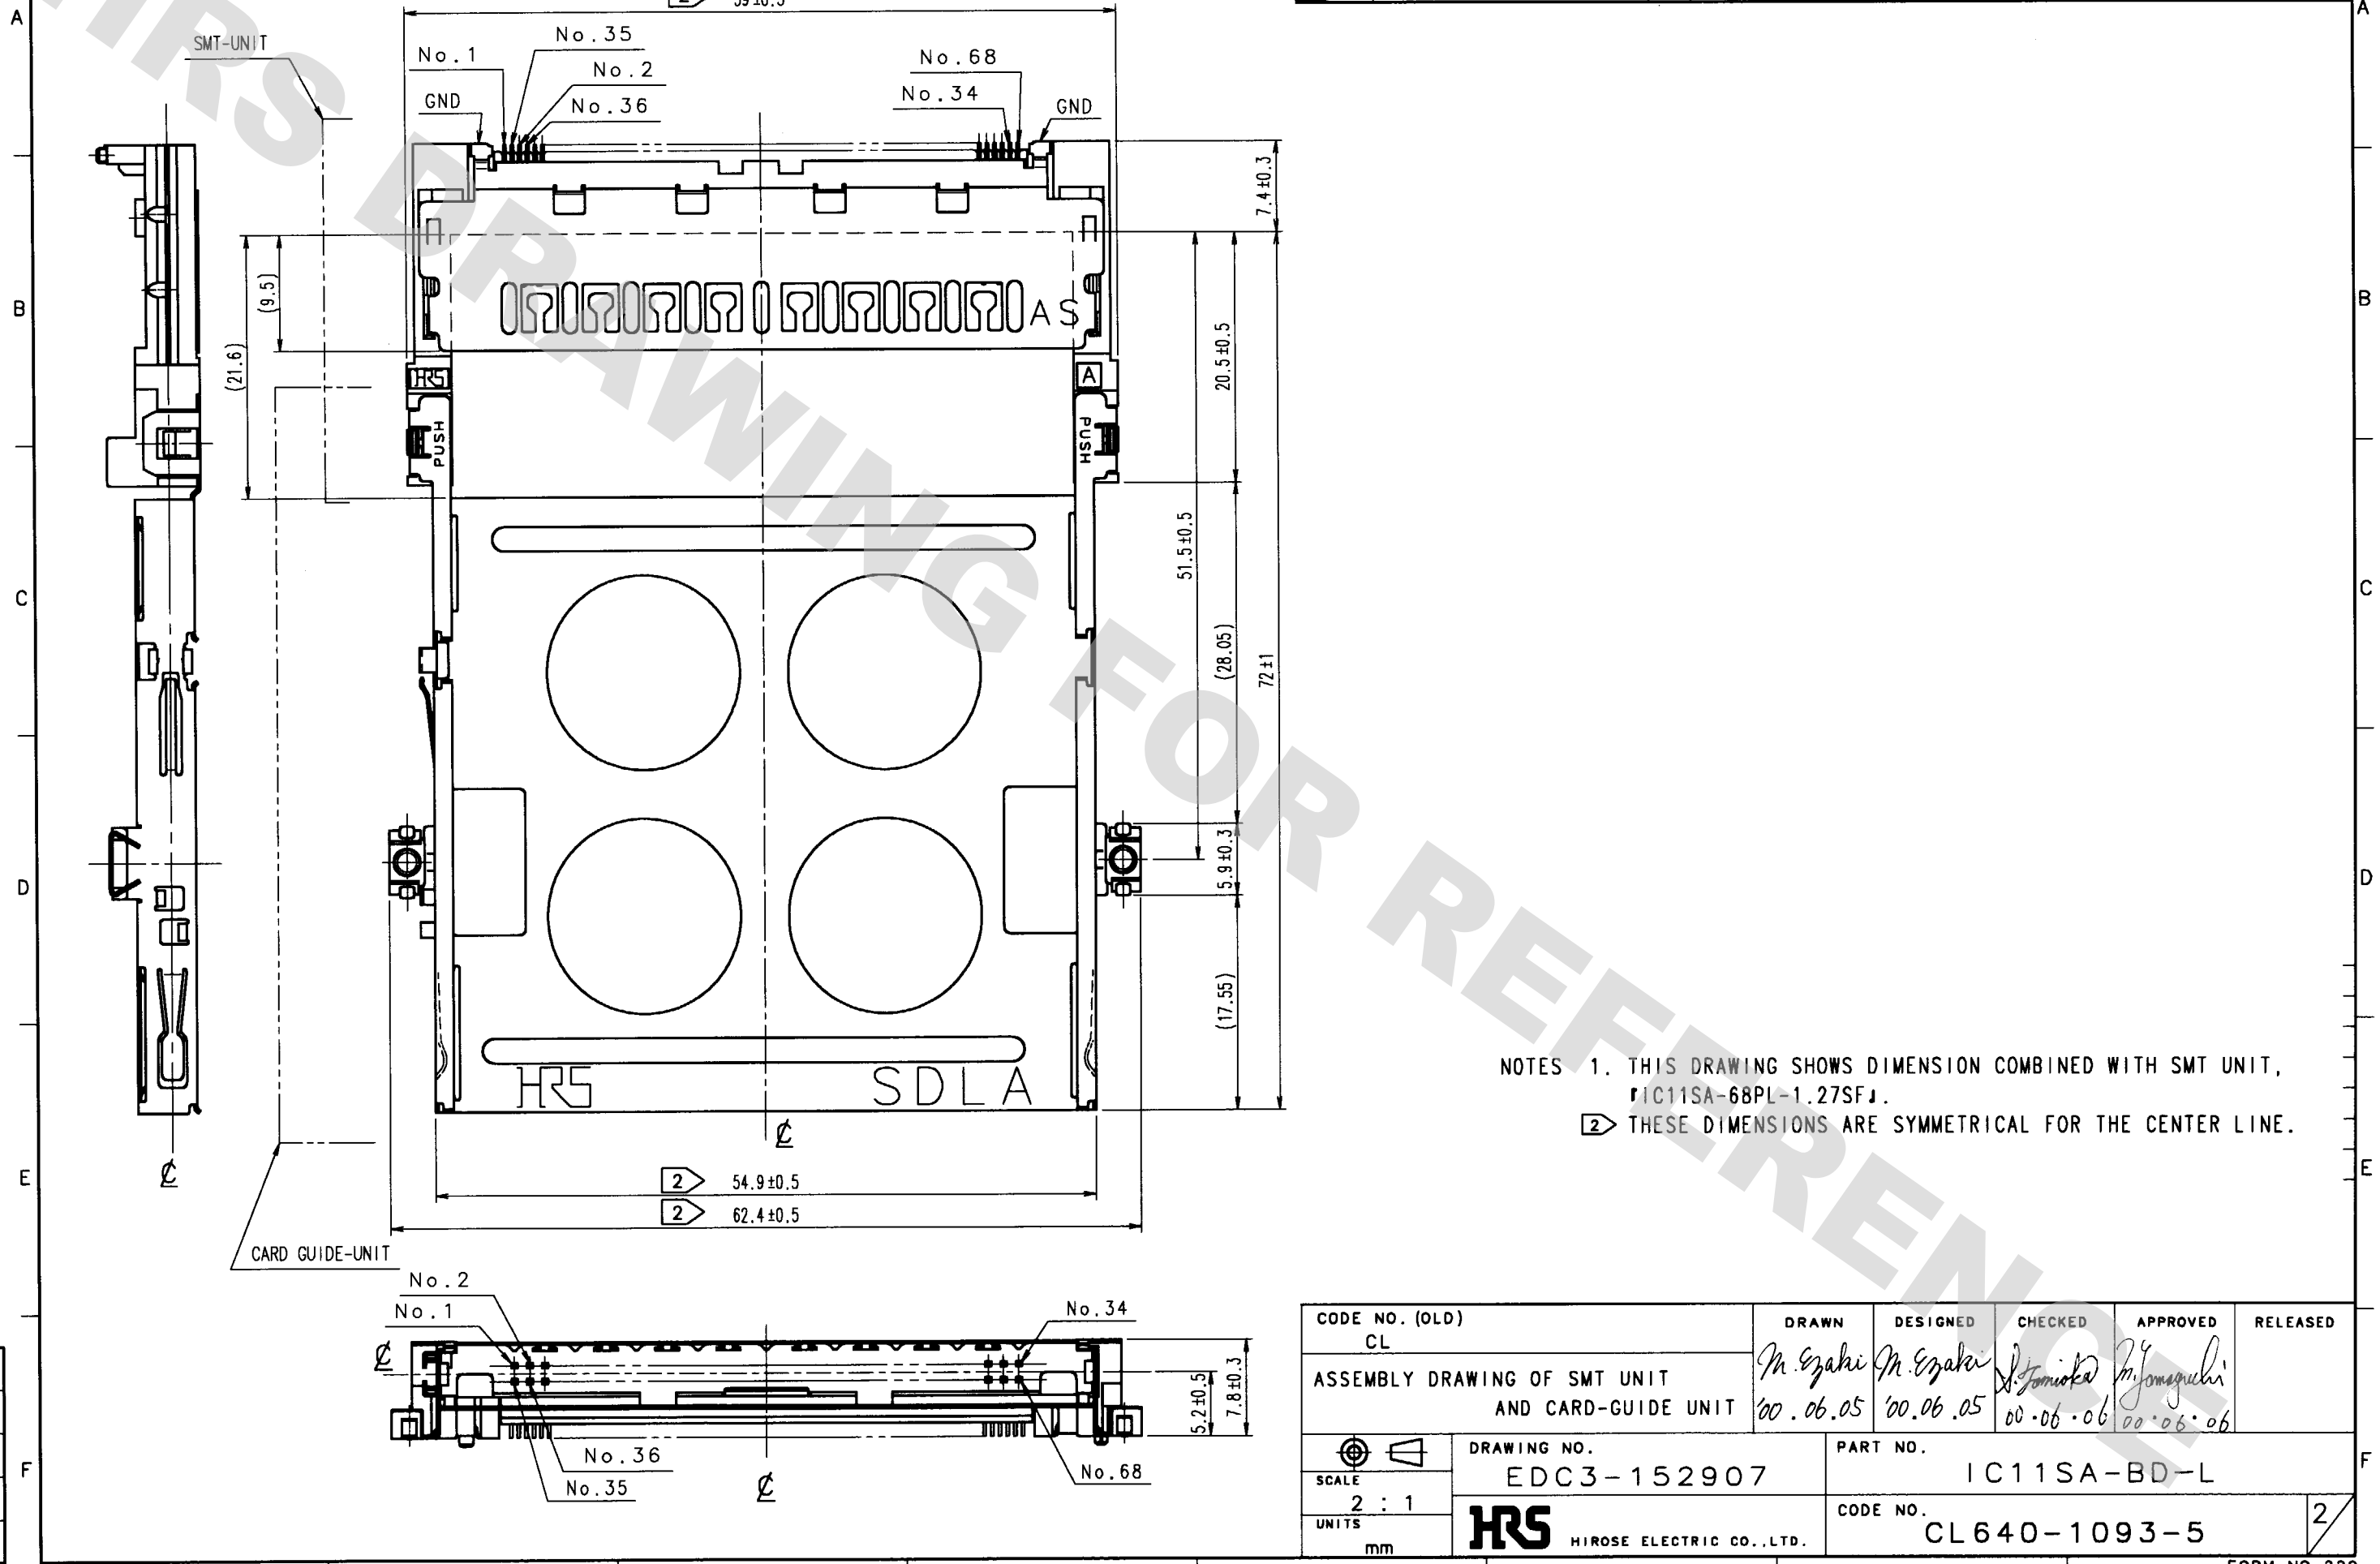 HRS DRAWING FOR REFERENCE
A
A
2
SMT-UNIT
No.1
No.35
No.2
No.36
GND
No.68
No.34
GND
7.4±0.3
(9.5)
(21.6)
AS
20.5±0.5
B
B
HRS
A
PUSH
PUSH
51.5±0.5
(28.05)
72±1
C
C
5.9±0.3
D
D
(17.55)
HRS
SDLA
NOTES 1. THIS DRAWING SHOWS DIMENSION COMBINED WITH SMT UNIT,
「IC11SA-68PL-1.27SF」.
2 THESE DIMENSIONS ARE SYMMETRICAL FOR THE CENTER LINE.
℄
℄
E
E
2 54.9±0.5
2 62.4±0.5
CARD GUIDE-UNIT
No.2
No.1
No.34
℄
5.2±0.5
7.8±0.3
No.36
No.35
No.68
℄
F
F
CODE NO. (OLD)
CL
DRAWN
DESIGNED
CHECKED
APPROVED
RELEASED
ASSEMBLY DRAWING OF SMT UNIT
AND CARD-GUIDE UNIT
M. Ezaki
'00.06.05
M. Ezaki
'00.06.05
S. Tomioka
00.06.06
M. Yamaguchi
00.06.06
SCALE
2 : 1
UNITS
mm
DRAWING NO.
EDC3-152907
PART NO.
IC11SA-BD-L
HRS HIROSE ELECTRIC CO.,LTD.
CODE NO.
CL640-1093-5
2/